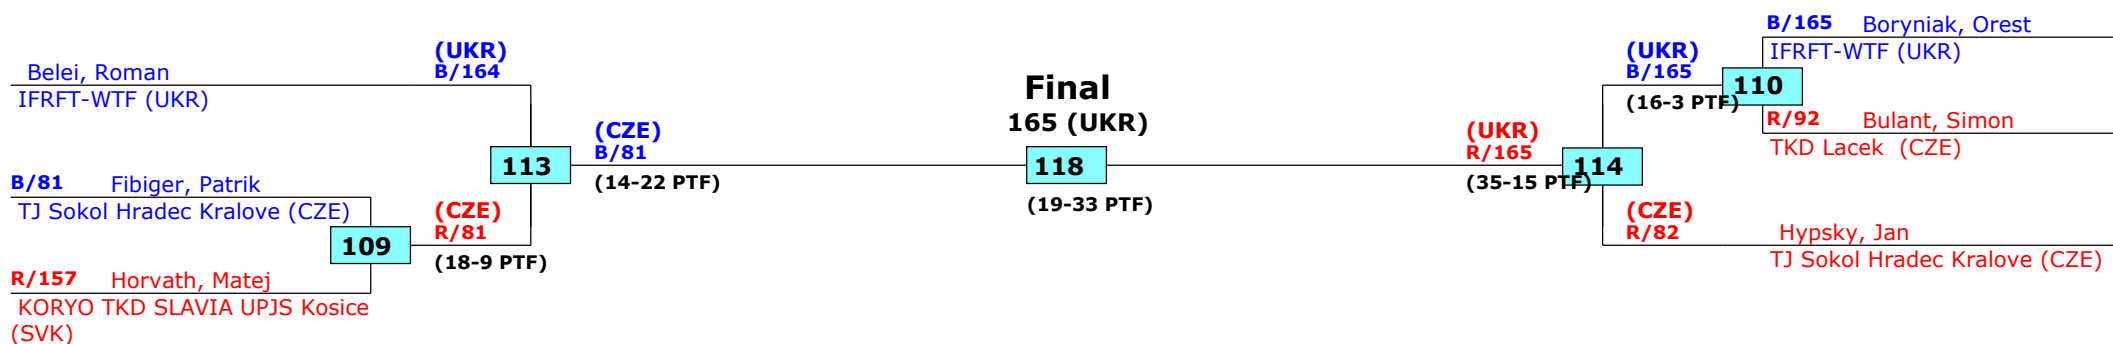 Belei, Roman
IFRFT-WTF (UKR)
B/81 Fibiger, Patrik
TJ Sokol Hradec Kralove (CZE)
R/157 Horvath, Matej
KORYO TKD SLAVIA UPJS Kosice
(SVK)
109
(UKR)
B/164
(CZE)
R/81
(18-9 PTF)
113
(CZE)
B/81
(14-22 PTF)
Final
165 (UKR)
118
(19-33 PTF)
(UKR)
R/165
(35-15 PTF)
114
(UKR)
B/165
(16-3 PTF)
(CZE)
R/82
110
B/165 Boryniak, Orest
IFRFT-WTF (UKR)
R/92 Bulant, Simon
TKD Lacek (CZE)
Hypsky, Jan
TJ Sokol Hradec Kralove (CZE)